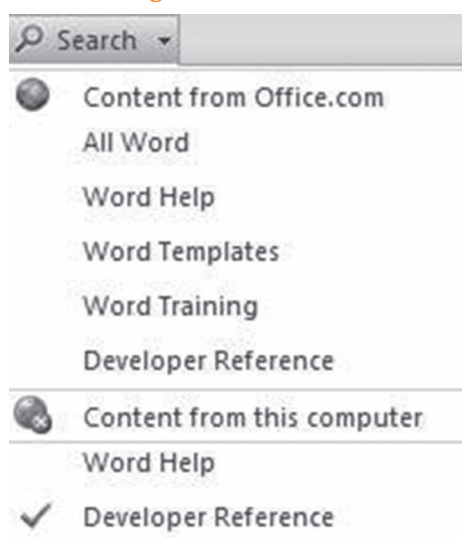 Search
Content from Office.com
All Word
Word Help
Word Templates
Word Training
Developer Reference
Content from this computer
Word Help
Developer Reference